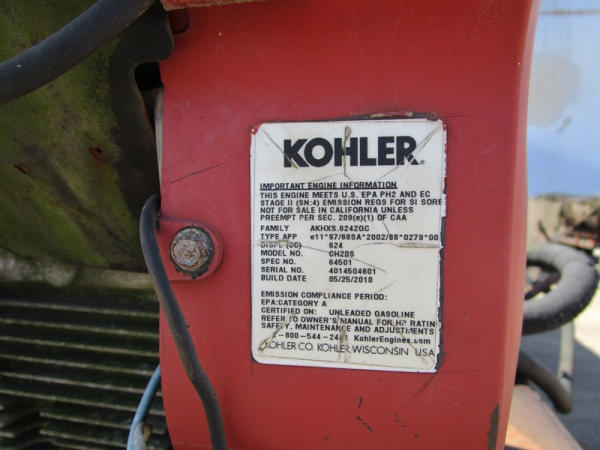 KOHLER.
IMPORTANT ENGINE INFORMATION
THIS ENGINE MEETS U.S. EPA PH2 AND EC
STAGE II (SN:4) EMISSION REGS FOR SI SORE
NOT FOR SALE IN CALIFORNIA UNLESS
PREEMPT PER SEC. 209(e)(1) OF CAA
FAMILY AKHXS.6242GC
TYPE APP e11*97/68SA*2002/88*0279*00
DISPL (CC) 624
MODEL NO. CH20S
SPEC NO. 64501
SERIAL NO. 4014504601
BUILD DATE 05/25/2010
EMISSION COMPLIANCE PERIOD:
EPA:CATEGORY A
CERTIFIED ON: UNLEADED GASOLINE
REFER TO OWNER'S MANUAL FOR HP RATIN
SAFETY, MAINTENANCE AND ADJUSTMENTS
-800-544-24 KohlerEngines.com
KOHLER CO. KOHLER, WISCONSIN USA